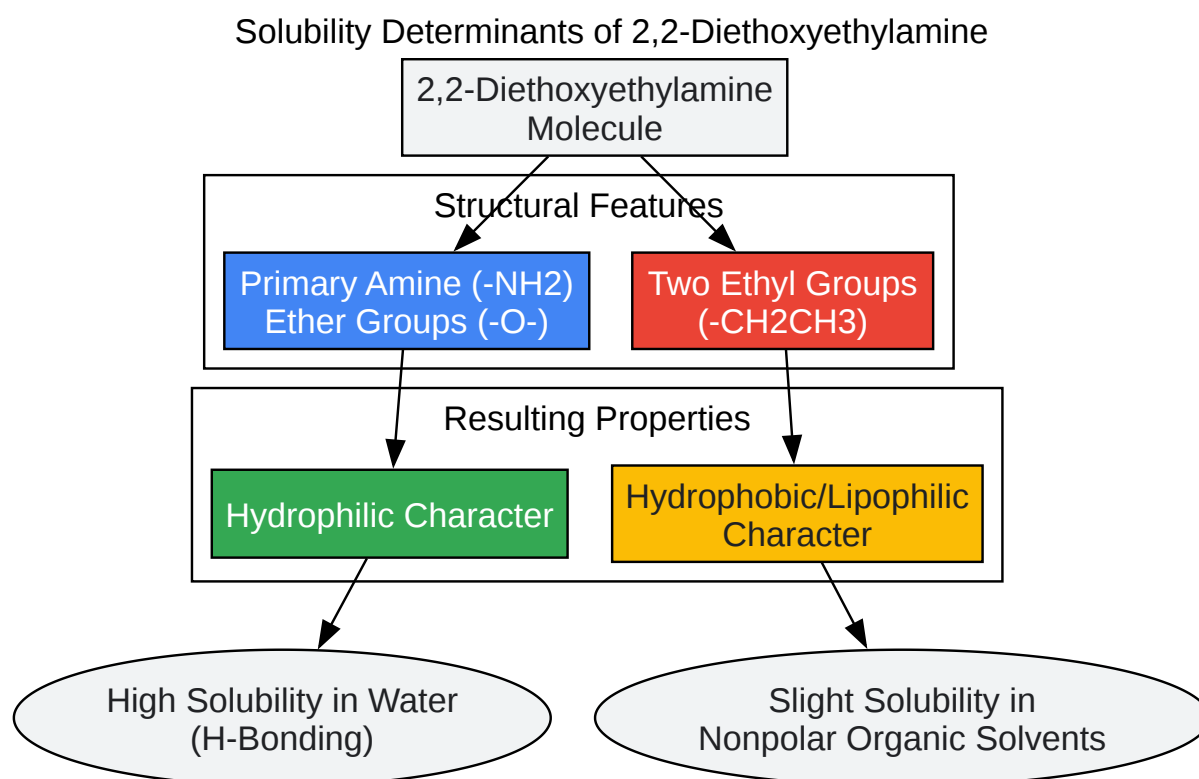 Solubility Determinants of 2,2-Diethoxyethylamine
2,2-Diethoxyethylamine
Molecule
Structural Features
Primary Amine (-NH2)
Ether Groups (-O-)
Two Ethyl Groups
(-CH2CH3)
Resulting Properties
Hydrophilic Character
Hydrophobic/Lipophilic
Character
High Solubility in Water
(H-Bonding)
Slight Solubility in
Nonpolar Organic Solvents